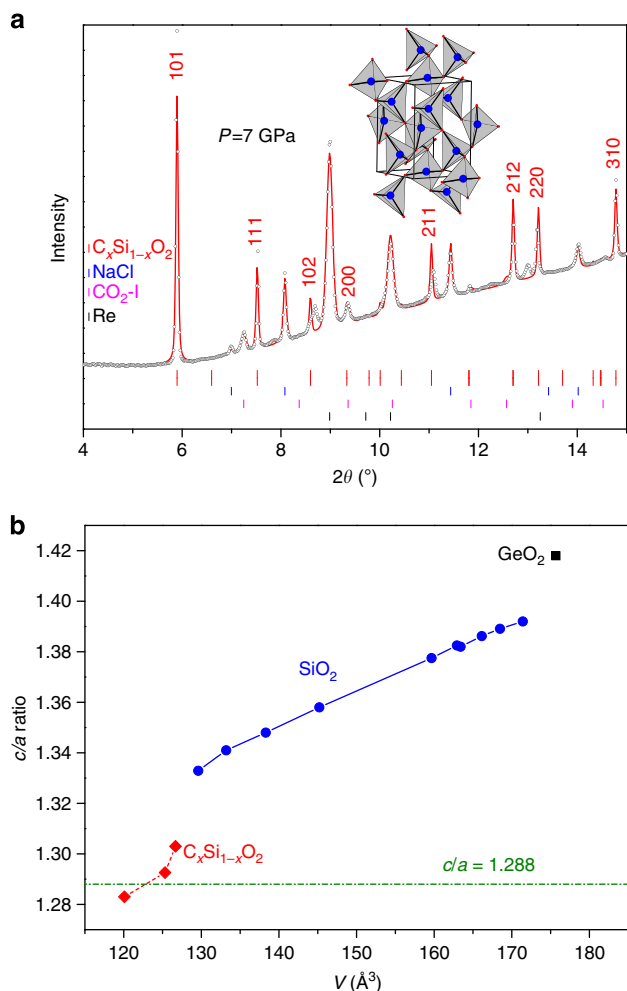 a
101
P=7 GPa
111
102
200
211
212
220
310
Intensity
CₓSi₁₋ₓO₂
NaCl
CO₂-I
Re
4 6 8 10 12 14
2θ (°)
b
1.42
1.40
1.38
1.36
1.34
1.32
1.30
1.28
c/a ratio
GeO₂
SiO₂
CₓSi₁₋ₓO₂
c/a = 1.288
120 130 140 150 160 170 180
V (Å³)